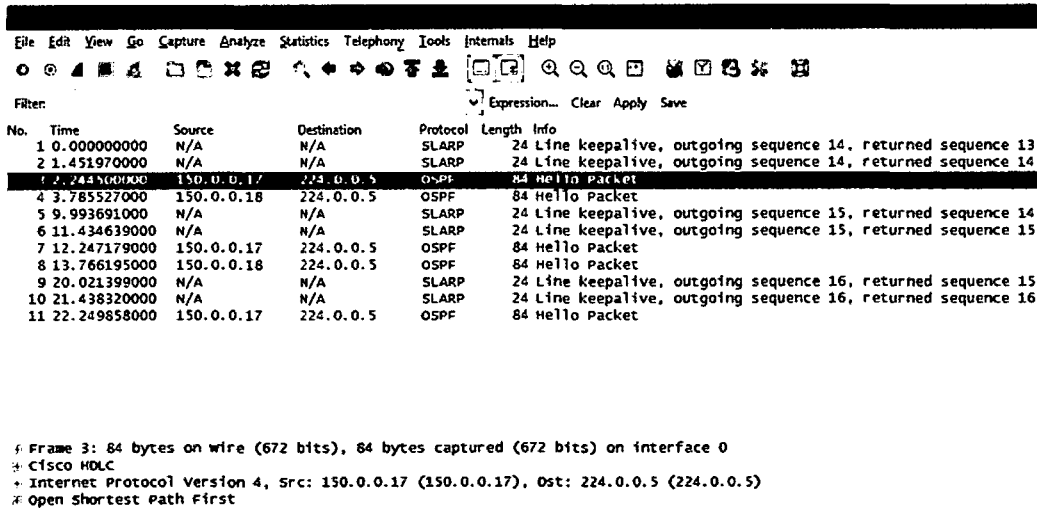 File Edit View Go Capture Analyze Statistics Telephony Tools Internals Help
Filter: Expression... Clear Apply Save
No. Time Source Destination Protocol Length Info
1 0.000000000 N/A N/A SLARP 24 Line keepalive, outgoing sequence 14, returned sequence 13
2 1.451970000 N/A N/A SLARP 24 Line keepalive, outgoing sequence 14, returned sequence 14
3 2.244500000 150.0.0.17 224.0.0.5 OSPF 84 Hello Packet
4 3.785527000 150.0.0.18 224.0.0.5 OSPF 84 Hello Packet
5 9.993691000 N/A N/A SLARP 24 Line keepalive, outgoing sequence 15, returned sequence 14
6 11.434639000 N/A N/A SLARP 24 Line keepalive, outgoing sequence 15, returned sequence 15
7 12.247179000 150.0.0.17 224.0.0.5 OSPF 84 Hello Packet
8 13.766195000 150.0.0.18 224.0.0.5 OSPF 84 Hello Packet
9 20.021399000 N/A N/A SLARP 24 Line keepalive, outgoing sequence 16, returned sequence 15
10 21.438320000 N/A N/A SLARP 24 Line keepalive, outgoing sequence 16, returned sequence 16
11 22.249858000 150.0.0.17 224.0.0.5 OSPF 84 Hello Packet
Frame 3: 84 bytes on wire (672 bits), 84 bytes captured (672 bits) on interface 0
Cisco HDLC
Internet Protocol Version 4, Src: 150.0.0.17 (150.0.0.17), Dst: 224.0.0.5 (224.0.0.5)
Open Shortest Path First